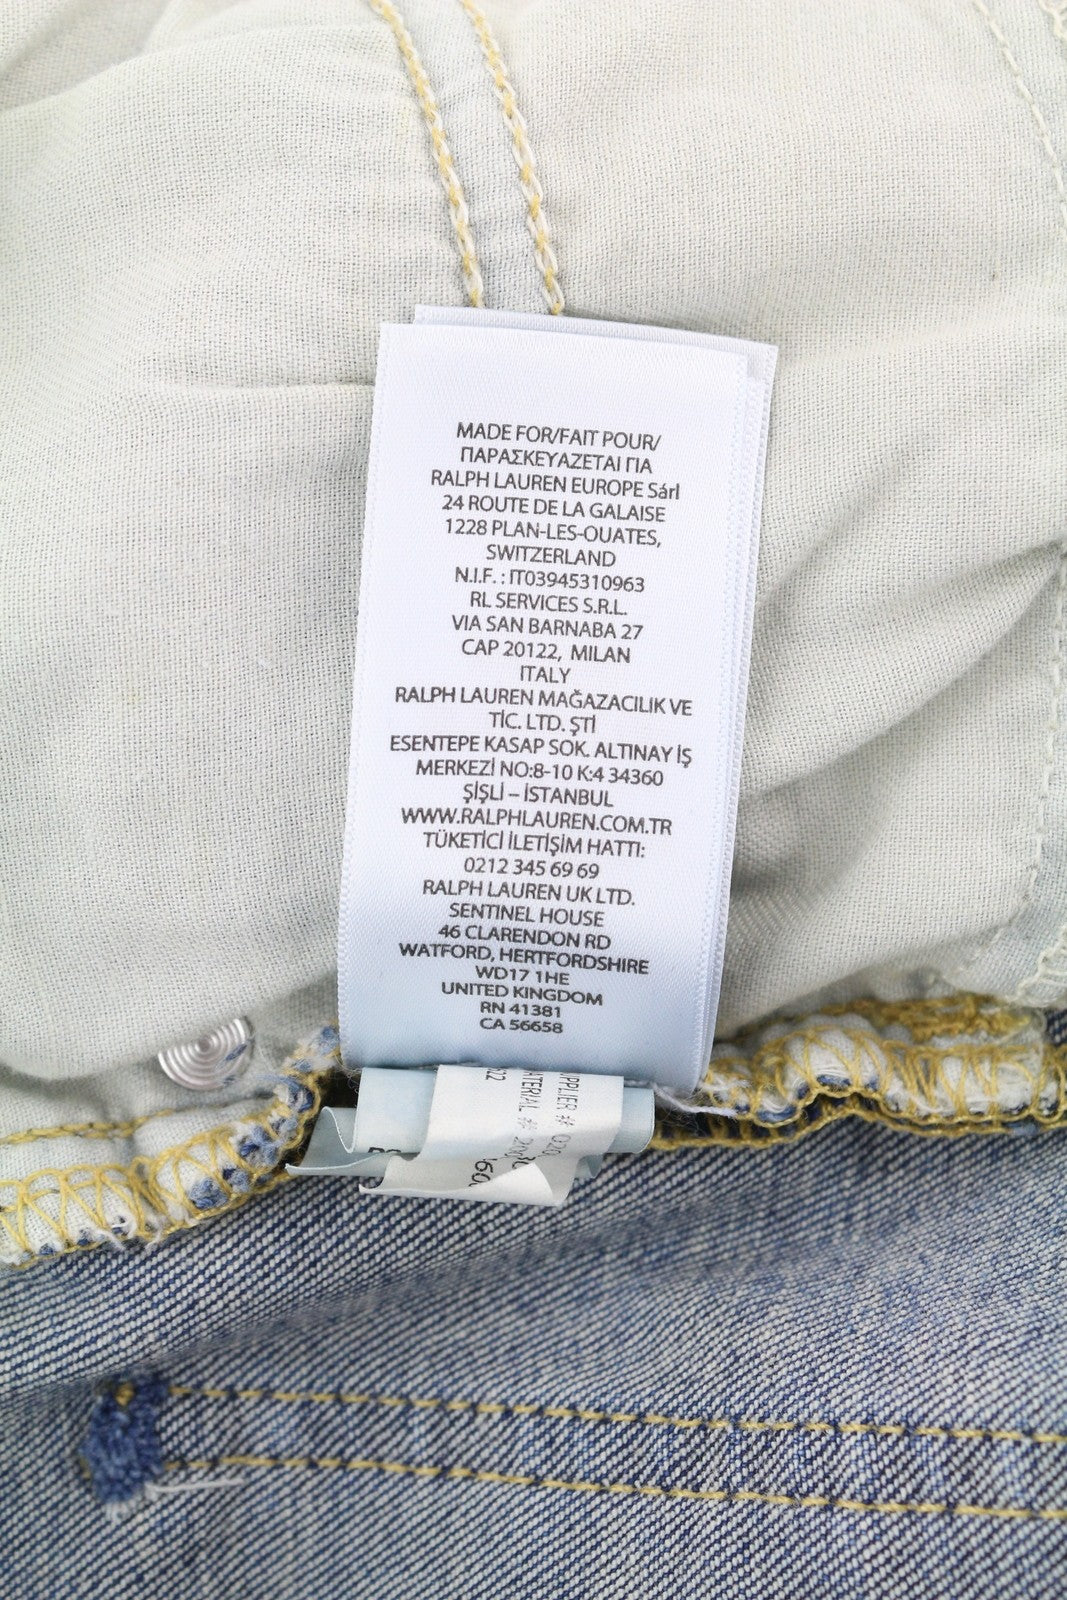 MADE FOR/FAIT POUR/
ΠΑΡΑΣΚΕΥΑΖΕΤΑΙ ΓΙΑ
RALPH LAUREN EUROPE Sárl
24 ROUTE DE LA GALAISE
1228 PLAN-LES-OUATES,
SWITZERLAND
N.I.F. : IT03945310963
RL SERVICES S.R.L.
VIA SAN BARNABA 27
CAP 20122, MILAN
ITALY
RALPH LAUREN MAĞAZACILIK VE
TİC. LTD. ŞTİ
ESENTEPE KASAP SOK. ALTINAY İŞ
MERKEZİ NO:8-10 K:4 34360
ŞİŞLİ – İSTANBUL
WWW.RALPHLAUREN.COM.TR
TÜKETİCİ İLETİŞİM HATTI:
0212 345 69 69
RALPH LAUREN UK LTD.
SENTINEL HOUSE
46 CLARENDON RD
WATFORD, HERTFORDSHIRE
WD17 1HE
UNITED KINGDOM
RN 41381
CA 56658